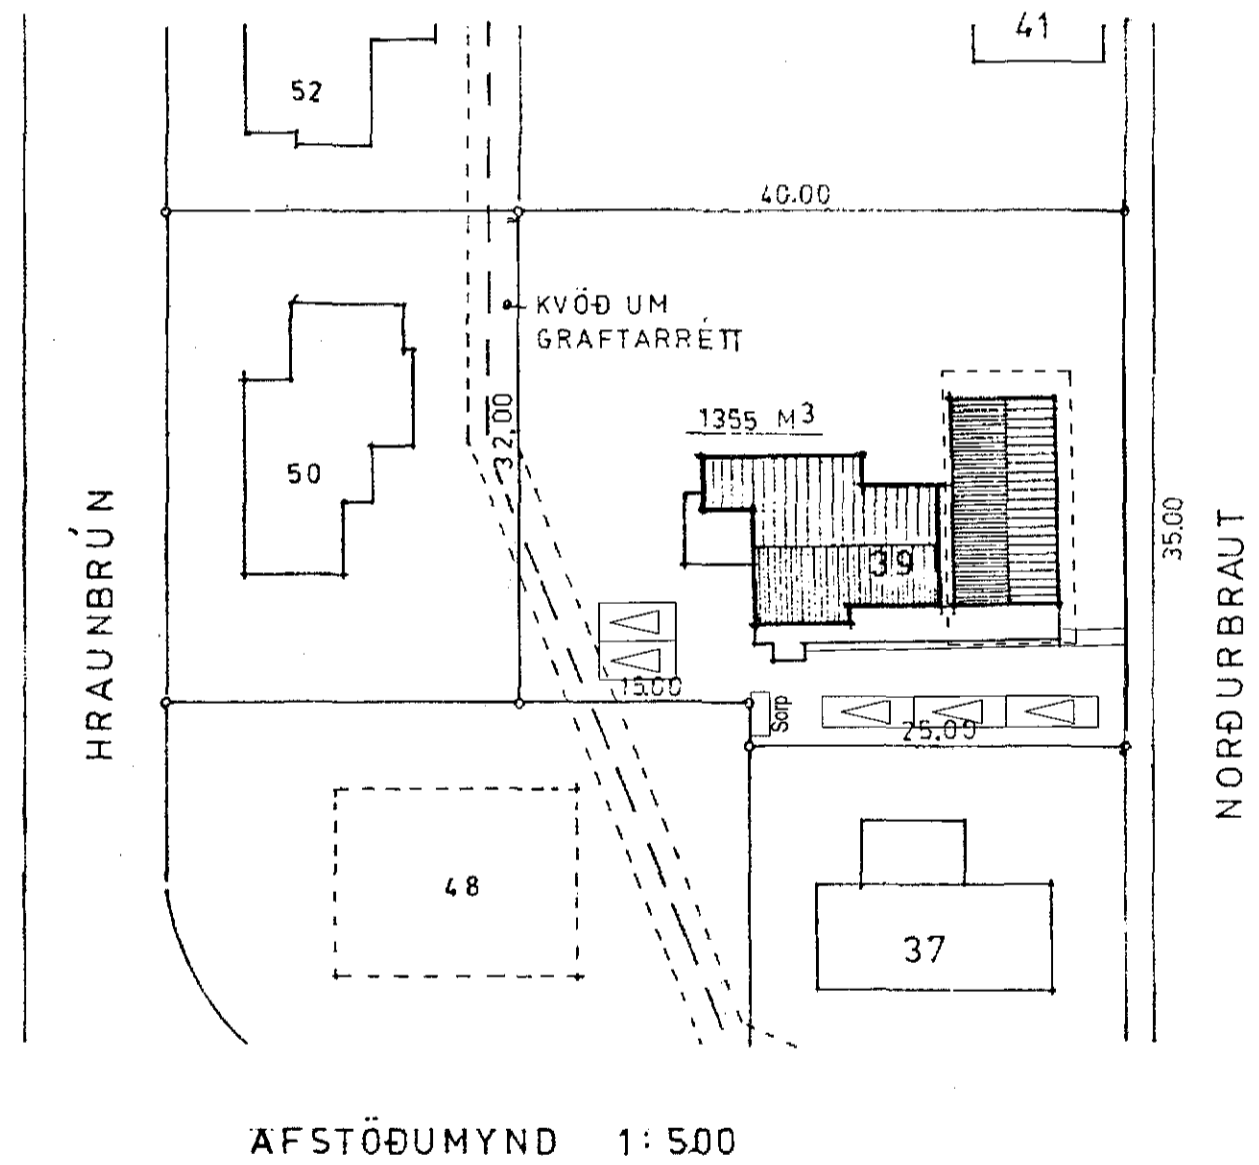 41
52
40.00
KVÖÐ UM
GRAFTARRÉTT
32,00
1355 M3
50
39
35.00
HRAUNBRÚN
NORÐURBRAUT
15.00
Sorp
25.00
48
37
AFSTÖÐUMYND 1:500